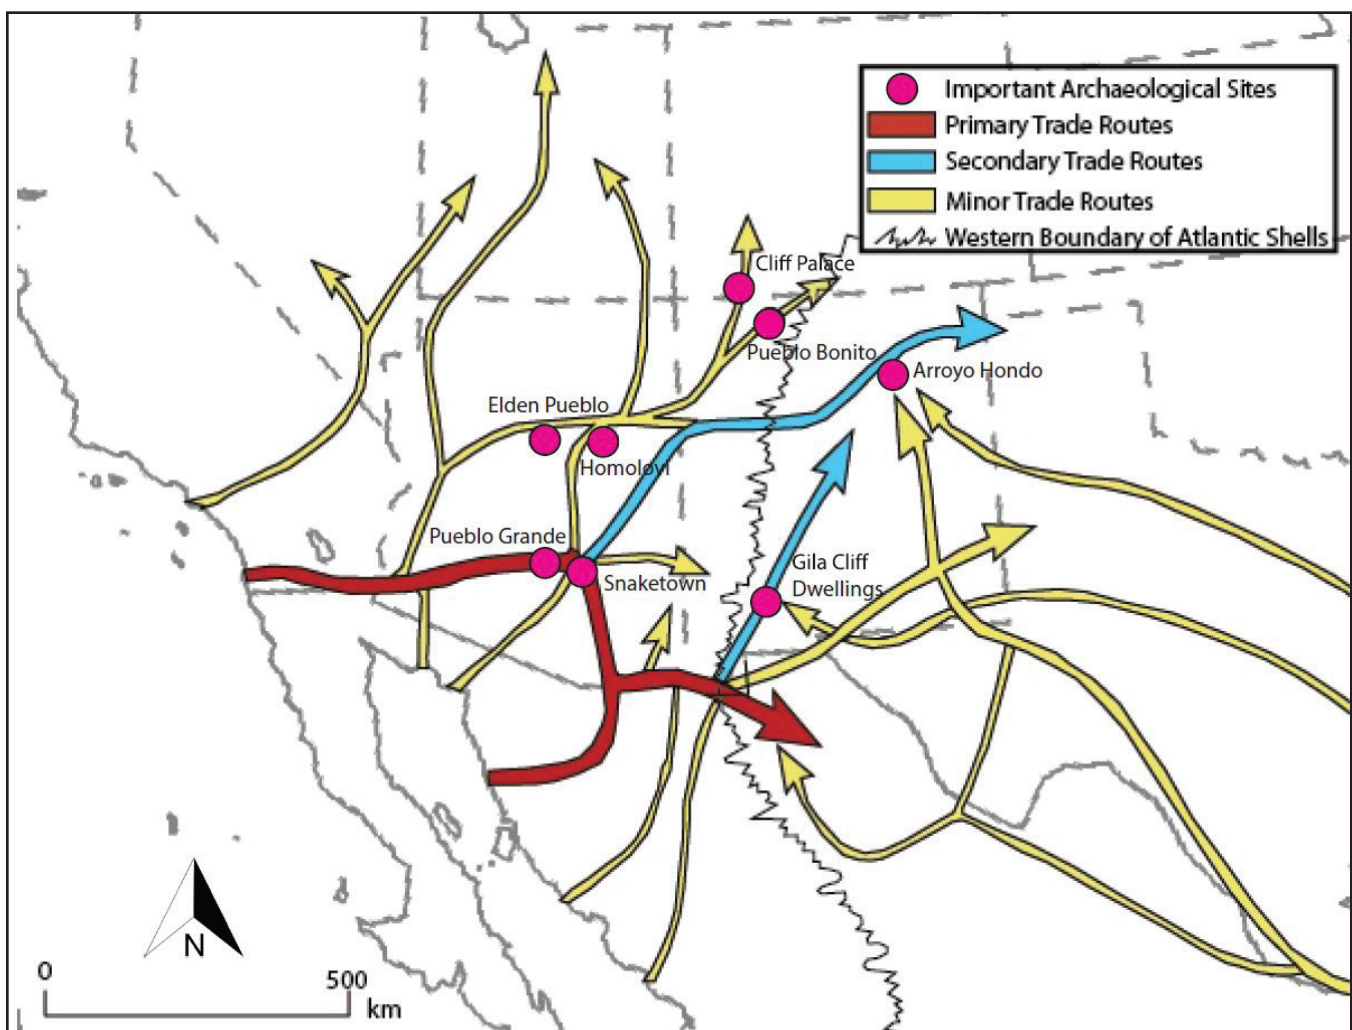 Important Archaeological Sites
Primary Trade Routes
Secondary Trade Routes
Minor Trade Routes
Western Boundary of Atlantic Shells
Cliff Palace
Pueblo Bonito
Arroyo Hondo
Elden Pueblo
Homolovi
Pueblo Grande
Snaketown
Gila Cliff
Dwellings
N
0
500
km